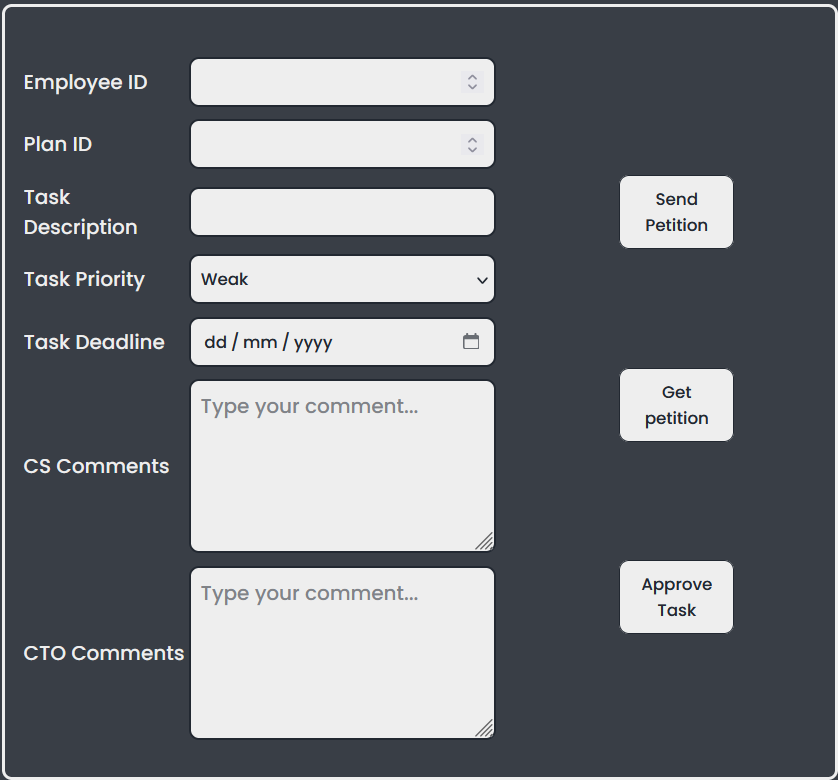 Employee ID
Plan ID
Task
Description
Send
Petition
Task Priority
Weak
Task Deadline
dd / mm / yyyy
Get
petition
CS Comments
Type your comment...
CTO Comments
Type your comment...
Approve
Task